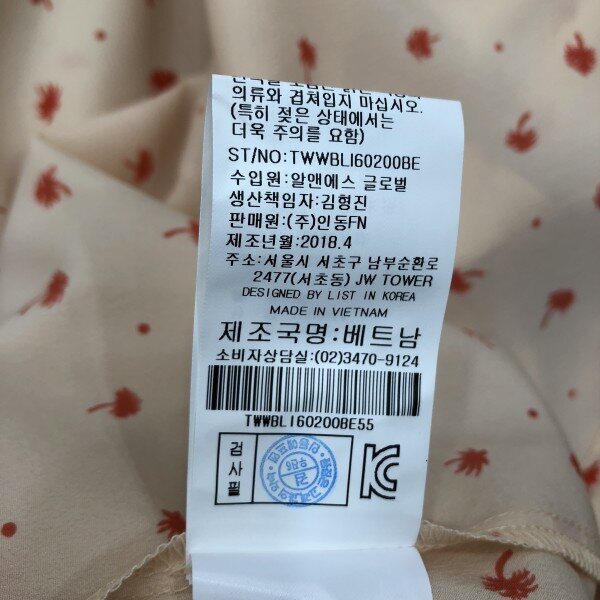 의류와 겹쳐입지 마십시오.
(특히 젖은 상태에서는
더욱 주의를 요함)
ST/NO:TWWBLI60200BE
수입원:알앤에스 글로벌
생산책임자:김형진
판매원:(주)인동FN
제조년월:2018.4
주소:서울시 서초구 남부순환로
2477(서초동) JW TOWER
DESIGNED BY LIST IN KOREA
MADE IN VIETNAM
제조국명:베트남
소비자상담실:(02)3470-9124
TWWBLI60200BE55
검사필